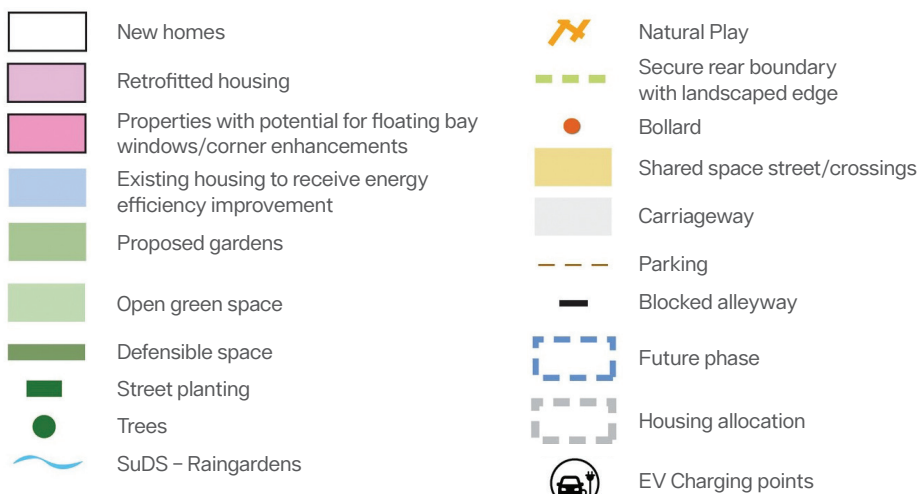 New homes
Retrofitted housing
Properties with potential for floating bay
windows/corner enhancements
Existing housing to receive energy
efficiency improvement
Proposed gardens
Open green space
Defensible space
Street planting
Trees
SuDS – Raingardens
Natural Play
Secure rear boundary
with landscaped edge
Bollard
Shared space street/crossings
Carriageway
Parking
Blocked alleyway
Future phase
Housing allocation
EV Charging points